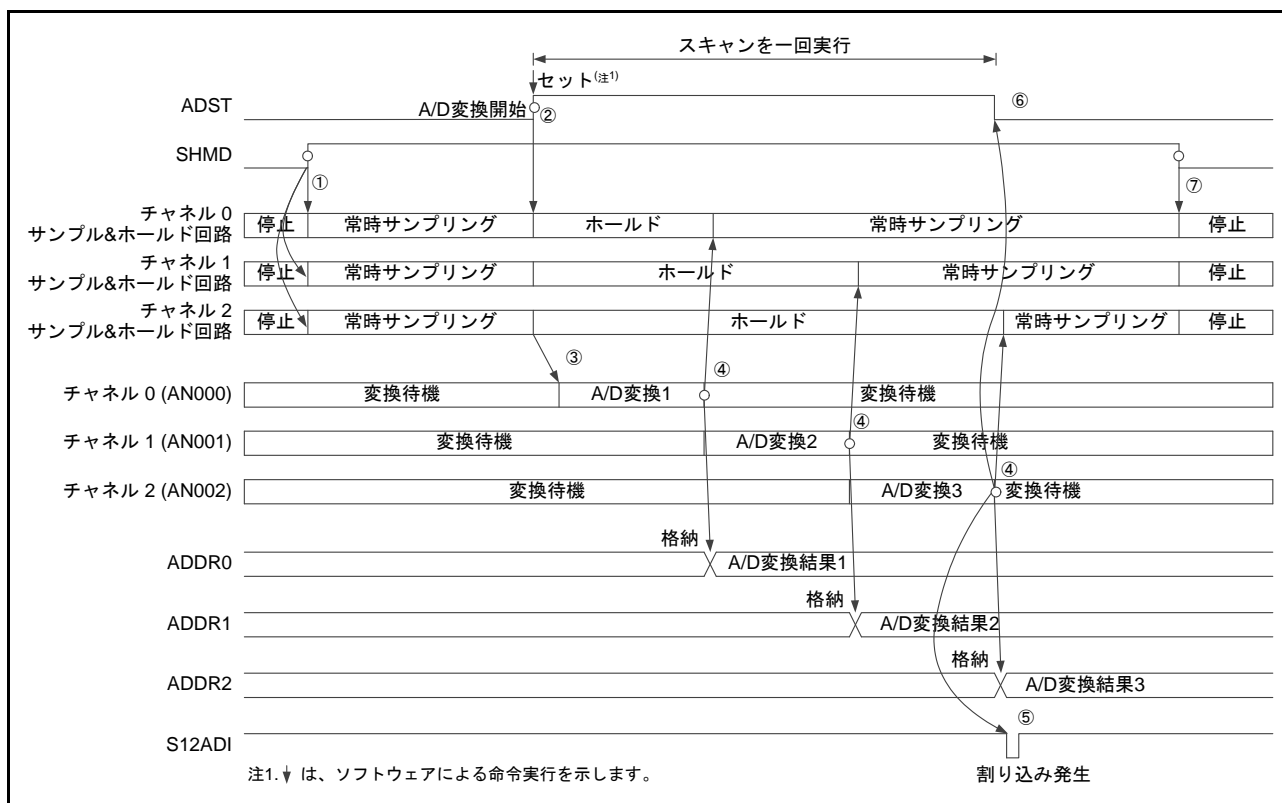 スキャンを一回実行
セット(注1)
ADST
A/D変換開始
②
⑥
SHMD
①
⑦
チャネル 0
サンプル&ホールド回路
停止
常時サンプリング
ホールド
常時サンプリング
停止
チャネル 1
サンプル&ホールド回路
停止
常時サンプリング
ホールド
常時サンプリング
停止
チャネル 2
サンプル&ホールド回路
停止
常時サンプリング
ホールド
常時サンプリング
停止
③
④
チャネル 0 (AN000)
変換待機
A/D変換1
変換待機
④
チャネル 1 (AN001)
変換待機
A/D変換2
変換待機
④
チャネル 2 (AN002)
変換待機
A/D変換3
変換待機
格納
ADDR0
A/D変換結果1
格納
ADDR1
A/D変換結果2
格納
ADDR2
A/D変換結果3
⑤
S12ADI
注1. は、ソフトウェアによる命令実行を示します。
割り込み発生